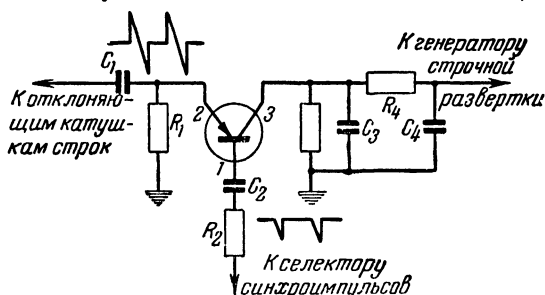 C₁
К генератору
строчной
развертки
К отклоняю-
щим катуш-
кам строк
R₁
2
3
1
R₄
C₃
C₄
C₂
R₂
К селектору
синхроимпильсов